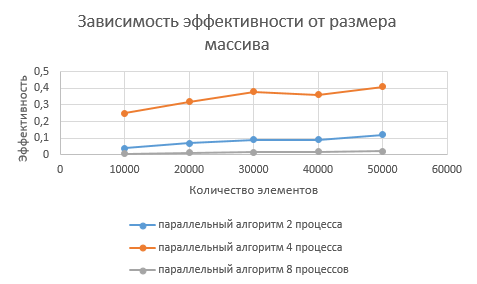 Зависимость эффективности от размера
массива
Эффективность
0,5
0,4
0,3
0,2
0,1
0
0 10000 20000 30000 40000 50000 60000
Количество элементов
параллельный алгоритм 2 процесса
параллельный алгоритм 4 процесса
параллельный алгоритм 8 процессов